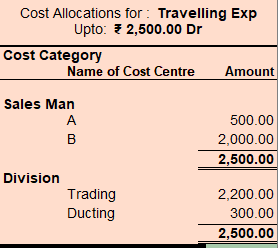 Cost Allocations for : Travelling Exp
Upto: ₹ 2,500.00 Dr
Cost Category
Name of Cost Centre Amount
Sales Man
A 500.00
B 2,000.00
2,500.00
Division
Trading 2,200.00
Ducting 300.00
2,500.00